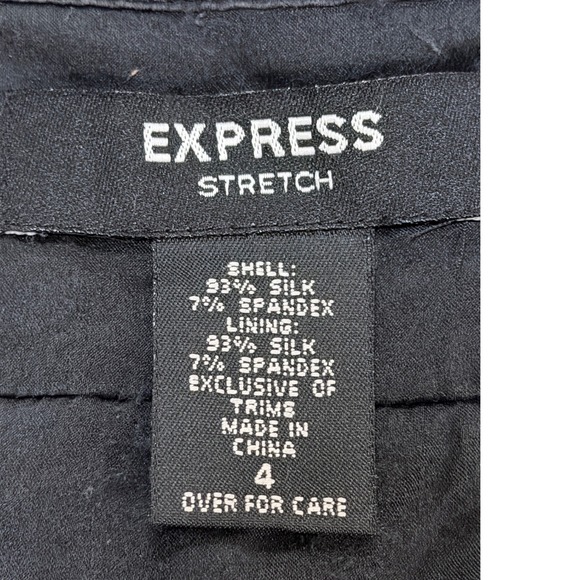 EXPRESS
STRETCH
SHELL:
93% SILK
7% SPANDEX
LINING:
93% SILK
7% SPANDEX
EXCLUSIVE OF
TRIMS
MADE IN
CHINA
4
OVER FOR CARE